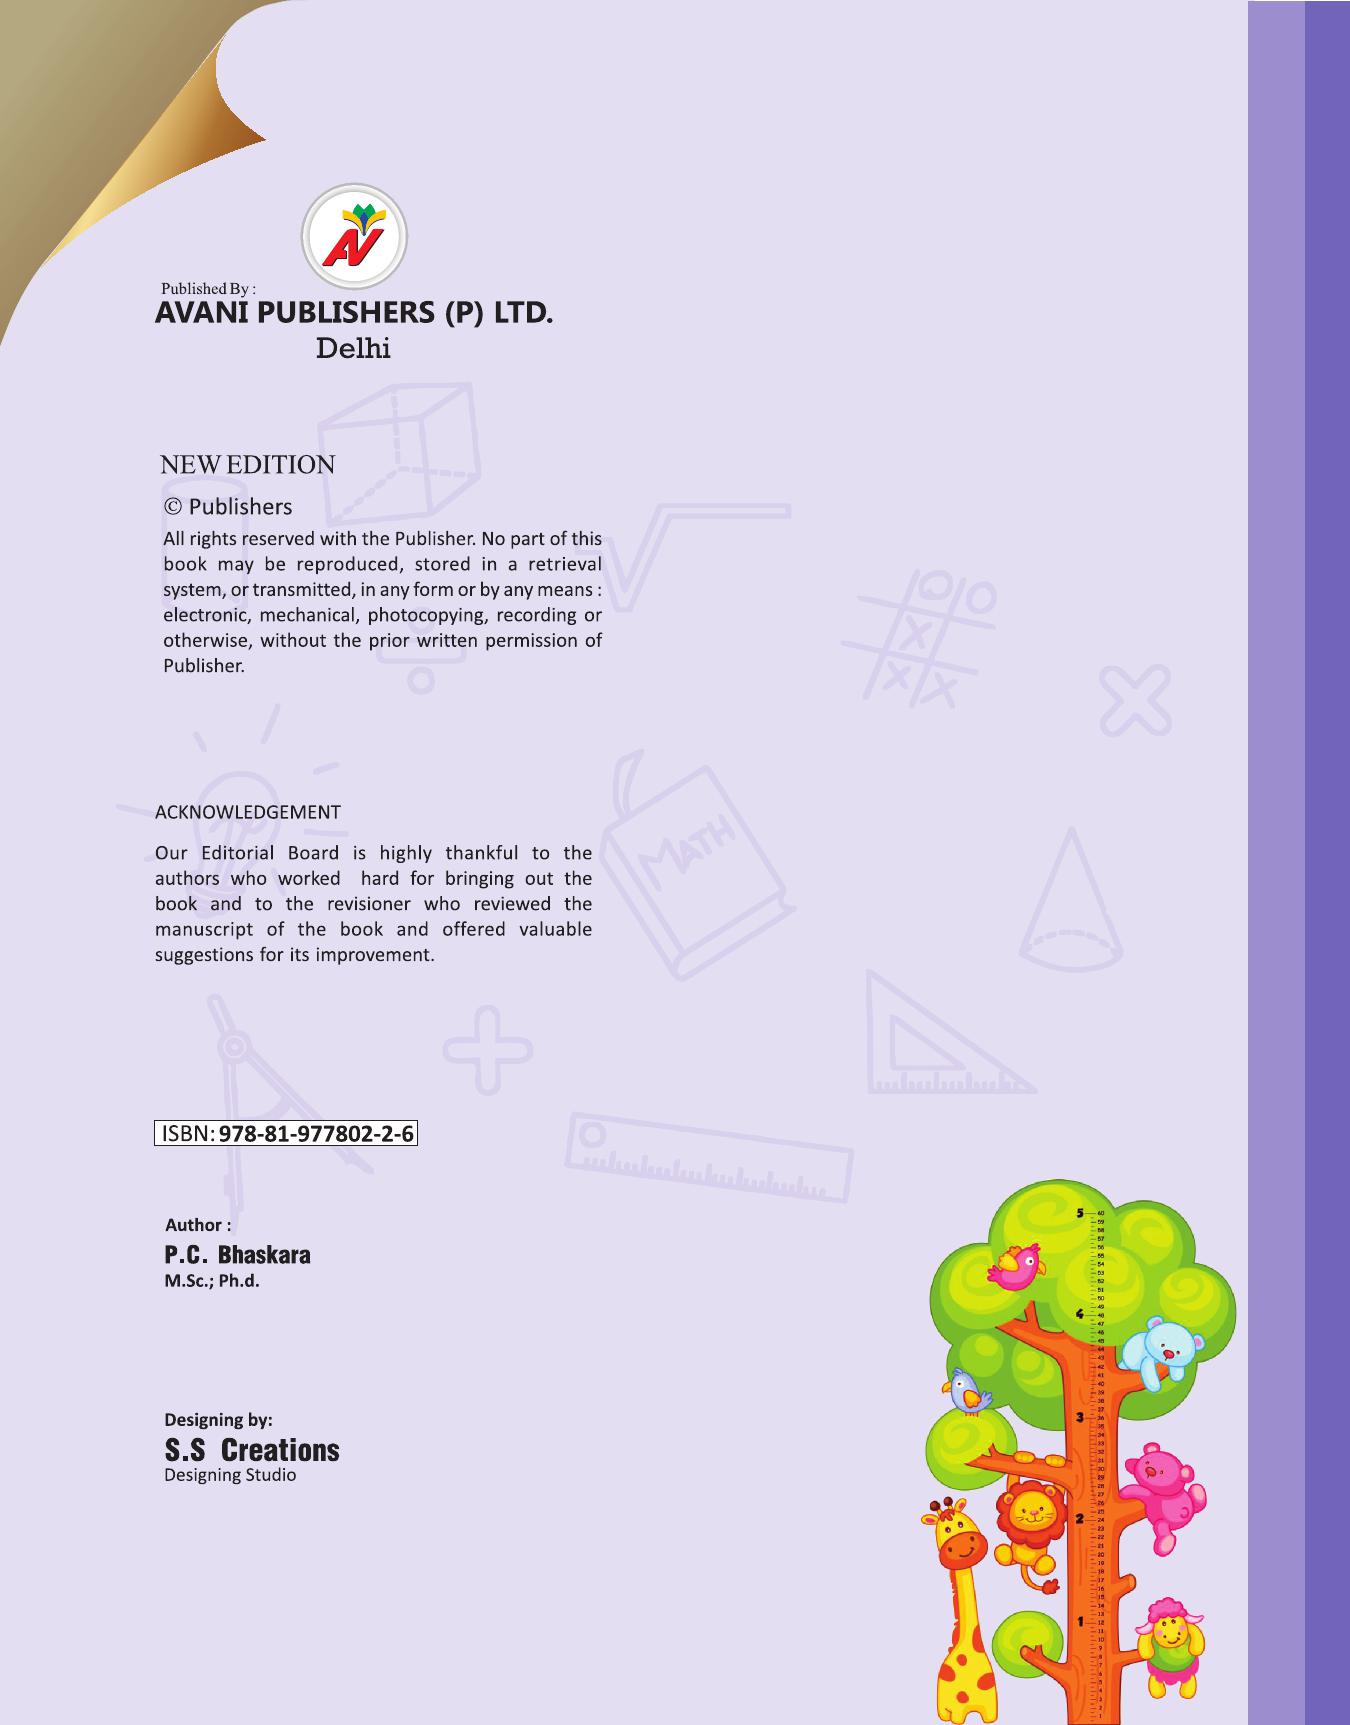 AV
Published By :
AVANI PUBLISHERS (P) LTD.
Delhi
NEW EDITION
© Publishers
All rights reserved with the Publisher. No part of this
book may be reproduced, stored in a retrieval
system, or transmitted, in any form or by any means :
electronic, mechanical, photocopying, recording or
otherwise, without the prior written permission of
Publisher.
MATH
ACKNOWLEDGEMENT
Our Editorial Board is highly thankful to the
authors who worked hard for bringing out the
book and to the revisioner who reviewed the
manuscript of the book and offered valuable
suggestions for its improvement.
ISBN: 978-81-977802-2-6
Author :
P.C. Bhaskara
M.Sc.; Ph.d.
Designing by:
S.S Creations
Designing Studio
5
4
3
2
1